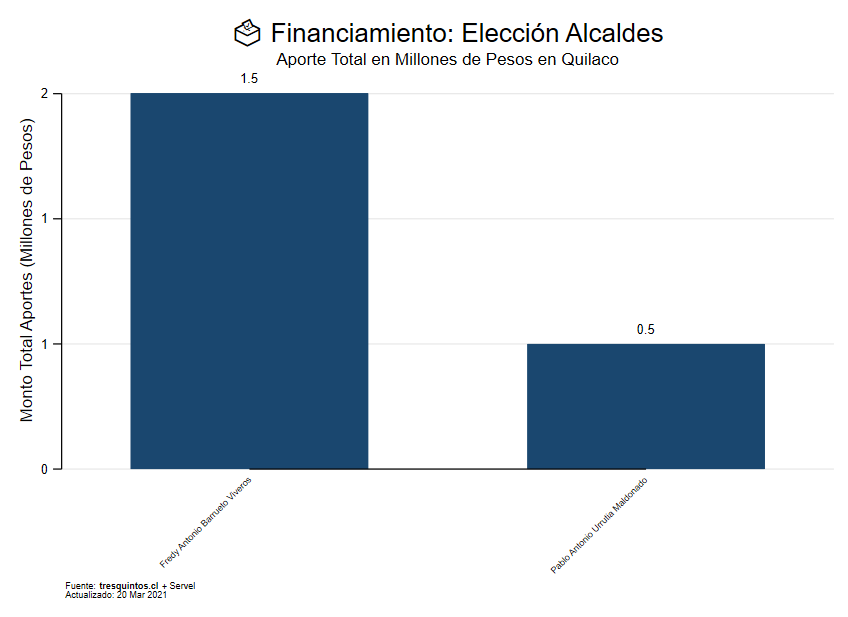 Financiamiento: Elección Alcaldes
Aporte Total en Millones de Pesos en Quilaco
Monto Total Aportes (Millones de Pesos)
2
1
1
0
1.5
0.5
Fredy Antonio Barrueto Viveros
Pablo Antonio Urrutia Maldonado
Fuente: tresquintos.cl + Servel
Actualizado: 20 Mar 2021